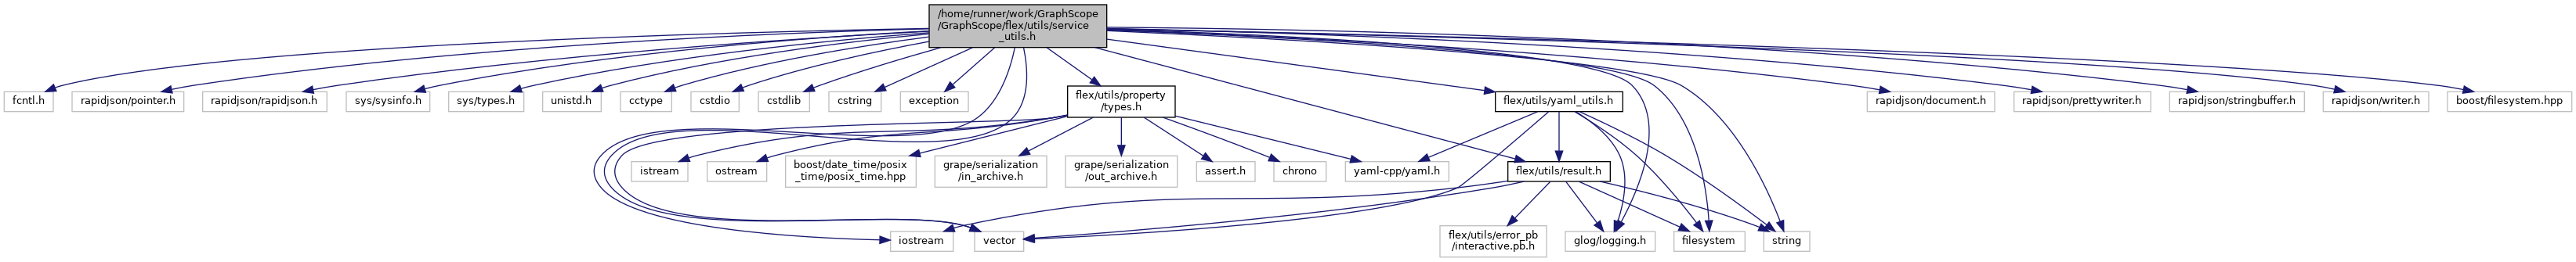 /home/runner/work/GraphScope
/GraphScope/flex/utils/service
_utils.h
fcntl.h
rapidjson/pointer.h
rapidjson/rapidjson.h
sys/sysinfo.h
sys/types.h
unistd.h
cctype
cstdio
cstdlib
cstring
exception
flex/utils/property
/types.h
flex/utils/yaml_utils.h
rapidjson/document.h
rapidjson/prettywriter.h
rapidjson/stringbuffer.h
rapidjson/writer.h
boost/filesystem.hpp
istream
ostream
boost/date_time/posix
_time/posix_time.hpp
grape/serialization
/in_archive.h
grape/serialization
/out_archive.h
assert.h
chrono
yaml-cpp/yaml.h
flex/utils/result.h
iostream
vector
flex/utils/error_pb
/interactive.pb.h
glog/logging.h
filesystem
string